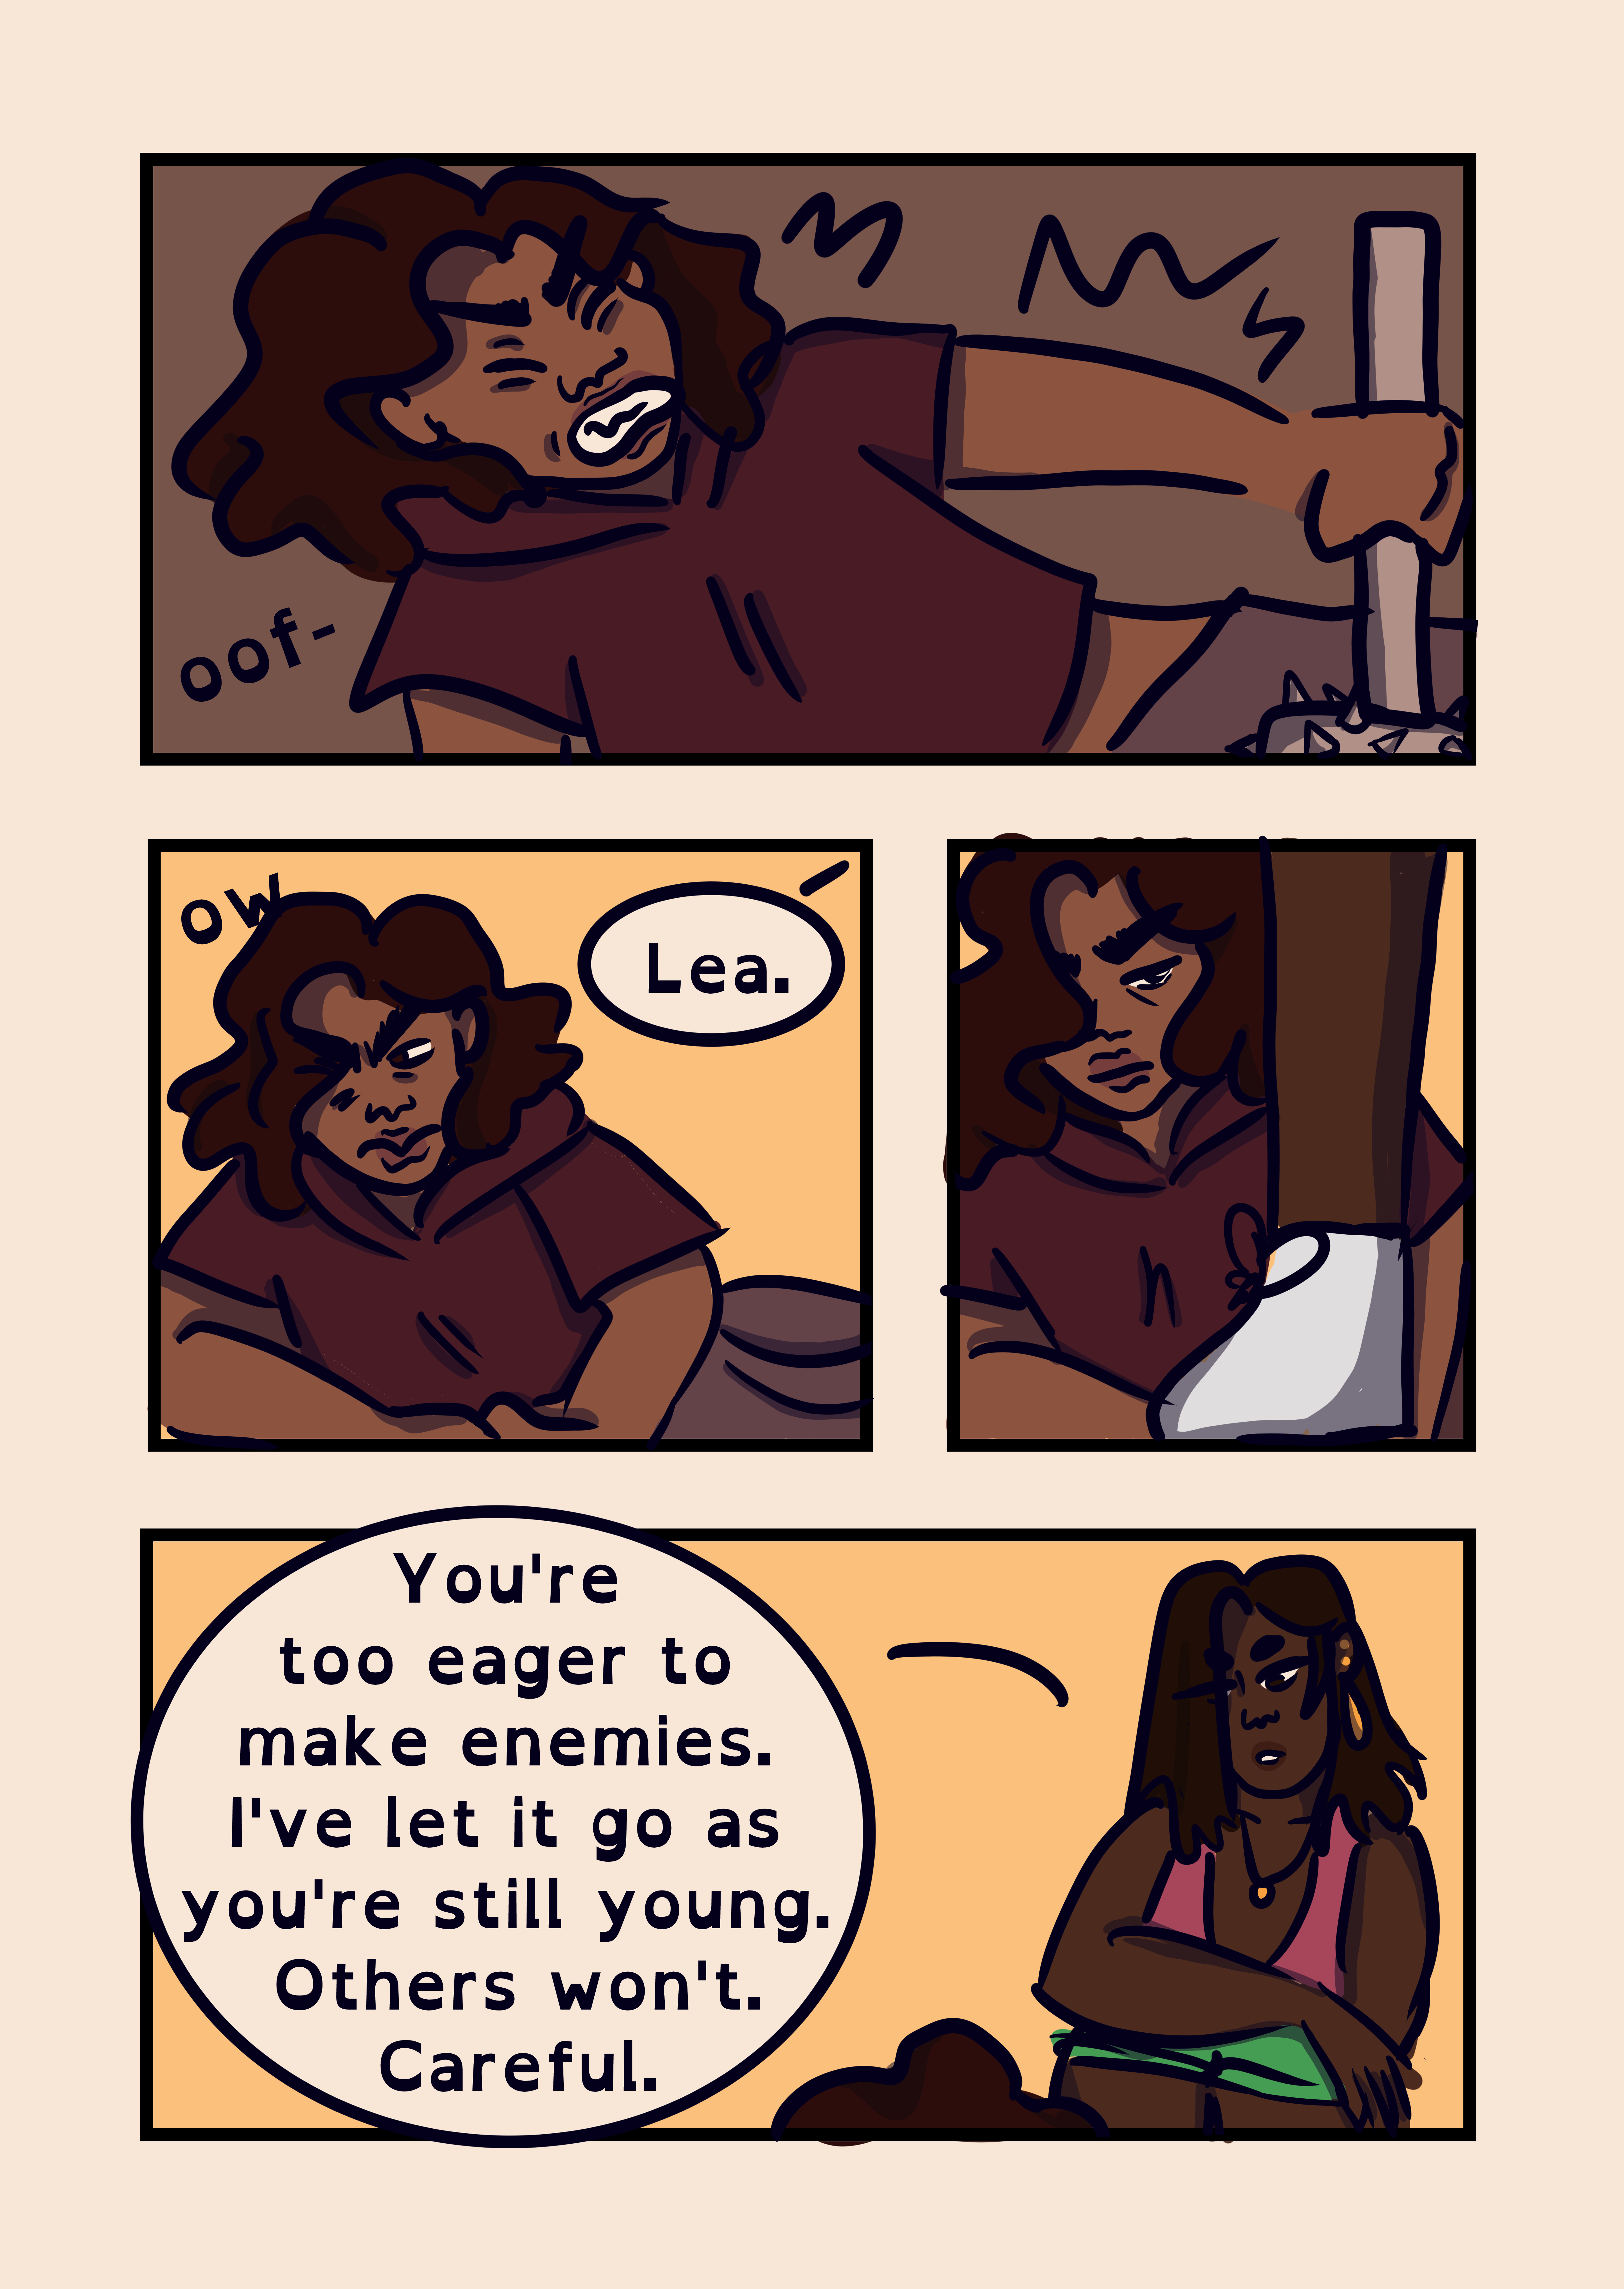 oof-
ow
Lea.
You're
too eager to
make enemies.
I've let it go as
you're still young.
Others won't.
Careful.